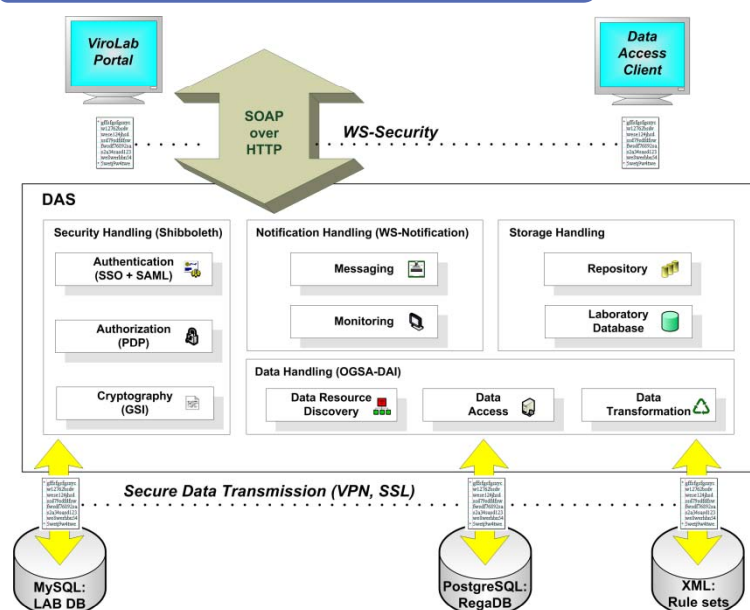 ViroLab
Portal
Data
Access
Client
SOAP
over
HTTP
WS-Security
DAS
Security Handling (Shibboleth)
Authentication
(SSO + SAML)
Authorization
(PDP)
Cryptography
(GSI)
Notification Handling (WS-Notification)
Messaging
Monitoring
Storage Handling
Repository
Laboratory
Database
Data Handling (OGSA-DAI)
Data Resource
Discovery
Data
Access
Data
Transformation
Secure Data Transmission (VPN, SSL)
MySQL:
LAB DB
PostgreSQL:
RegaDB
XML:
Rule sets